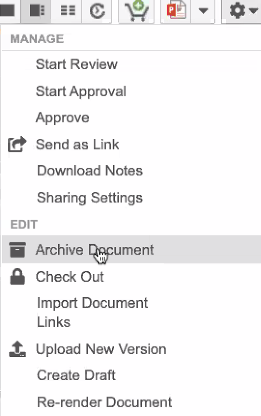 MANAGE
Start Review
Start Approval
Approve
Send as Link
Download Notes
Sharing Settings
EDIT
Archive Document
Check Out
Import Document
Links
Upload New Version
Create Draft
Re-render Document